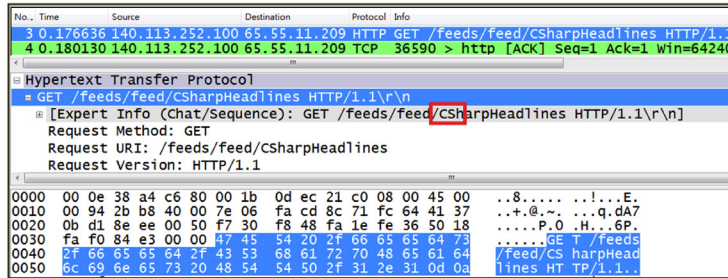 No.. Time Source Destination Protocol Info
3 0.176636 140.113.252.100 65.55.11.209 HTTP GET /feeds/feed/CSharpHeadlines HTTP/1.1
4 0.180130 140.113.252.100 65.55.11.209 TCP 36590 > http [ACK] Seq=1 Ack=1 Win=64240
Hypertext Transfer Protocol
GET /feeds/feed/CSharpHeadlines HTTP/1.1\r\n
[Expert Info (Chat/Sequence): GET /feeds/feed/CSharpHeadlines HTTP/1.1\r\n]
Request Method: GET
Request URI: /feeds/feed/CSharpHeadlines
Request Version: HTTP/1.1
0000 00 0e 38 a4 c6 80 00 1b 0d ec 21 c0 08 00 45 00 ..8..... ..!...E.
0010 00 94 2b b8 40 00 7e 06 fa cd 8c 71 fc 64 41 37 ..+.@.~. ...q.dA7
0020 0b d1 8e ee 00 50 f7 30 f8 48 fa 1e fe 36 50 18 .....P.0 .H...6P.
0030 fa f0 84 e3 00 00 47 45 54 20 2f 66 65 65 64 73 ......GE T /feeds
0040 2f 66 65 65 64 2f 43 53 68 61 72 70 48 65 61 64 /feed/CS harpHead
0050 6c 69 6e 65 73 20 48 54 54 50 2f 31 2e 31 0d 0a lines HT TP/1.1..